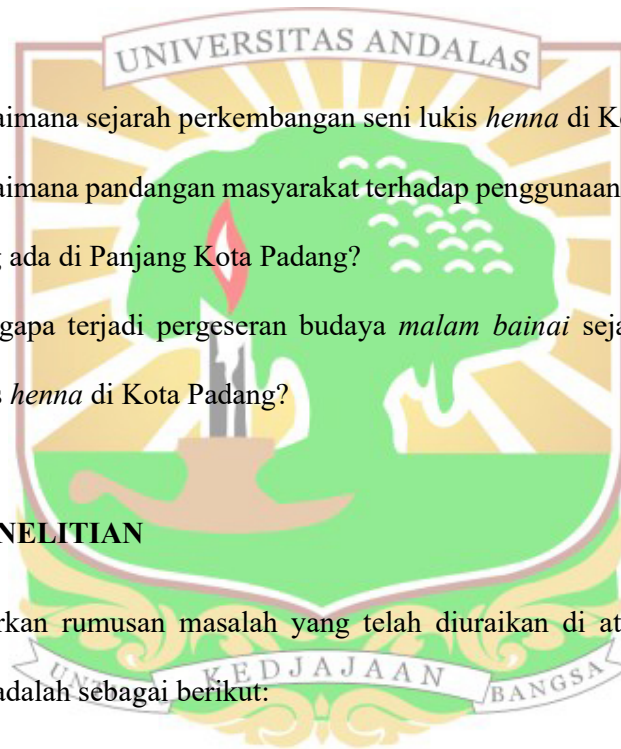 UNIVERSITAS ANDALAS
aimana sejarah perkembangan seni lukis henna di Ko
aimana pandangan masyarakat terhadap penggunaan
g ada di Panjang Kota Padang?
gapa terjadi pergeseran budaya malam bainai seja
s henna di Kota Padang?
NELITIAN
rkan rumusan masalah yang telah diuraikan di at
UNTUK KEDJAJAAN BANGSA
adalah sebagai berikut: